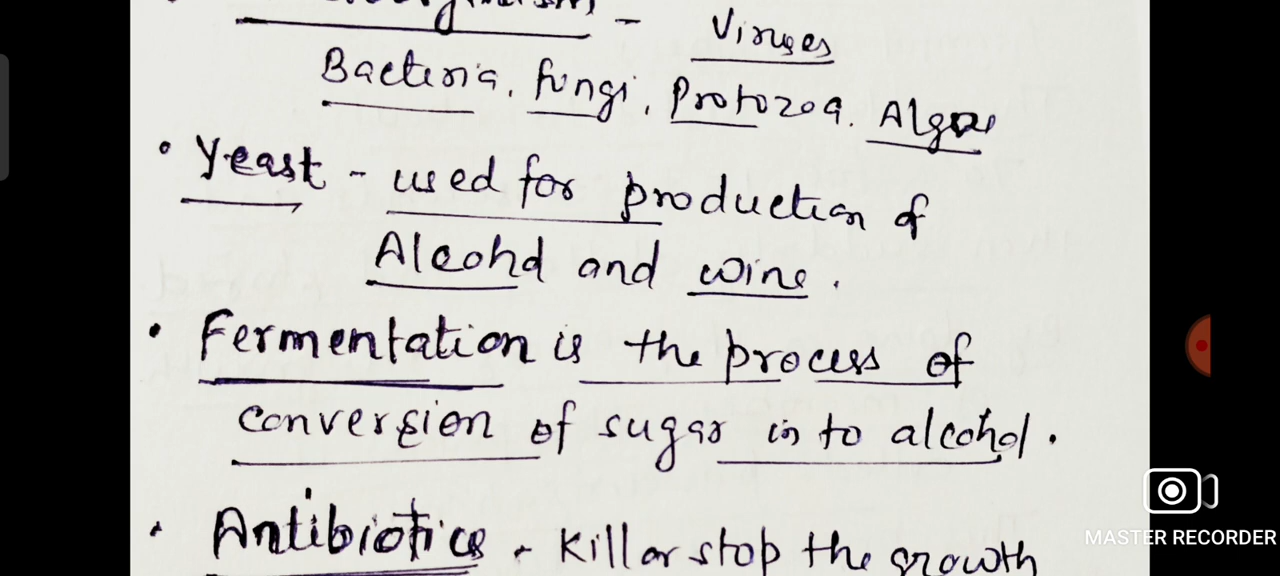 - Viruses
Bacteria, fungi, Protozoa. Algae
• Yeast - used for production of
Alcohol and wine.
• Fermentation is the process of
conversion of sugar in to alcohol.
• Antibiotics - Kill or stop the growth
MASTER RECORDER